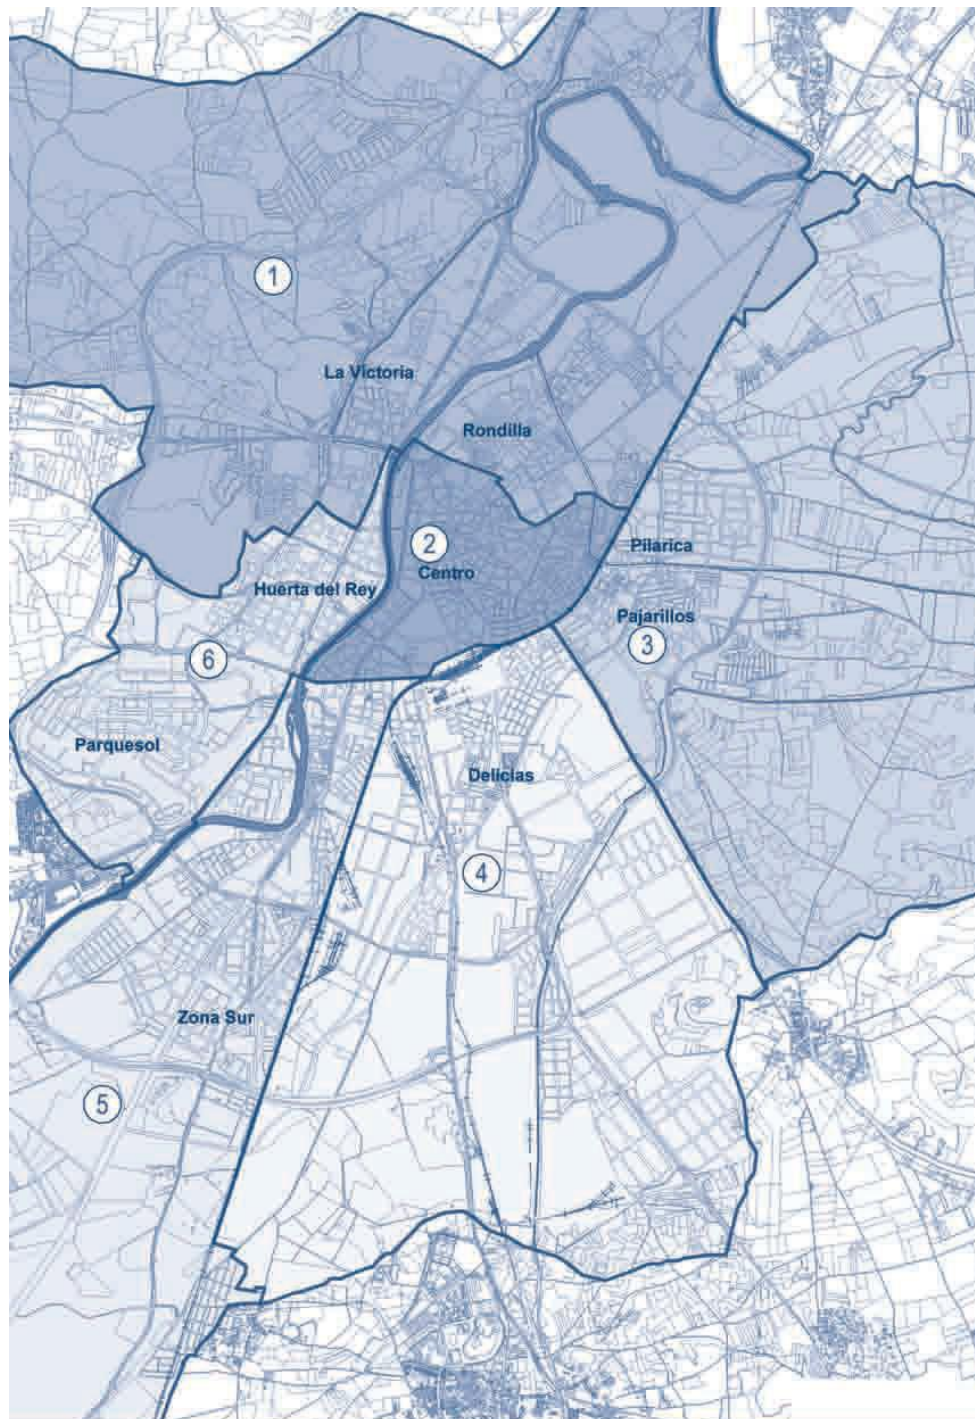 1
La Victoria
Rondilla
2
Centro
Pilarica
Huerta del Rey
Pajarillos
3
6
Parquesol
Delicias
4
Zona Sur
5